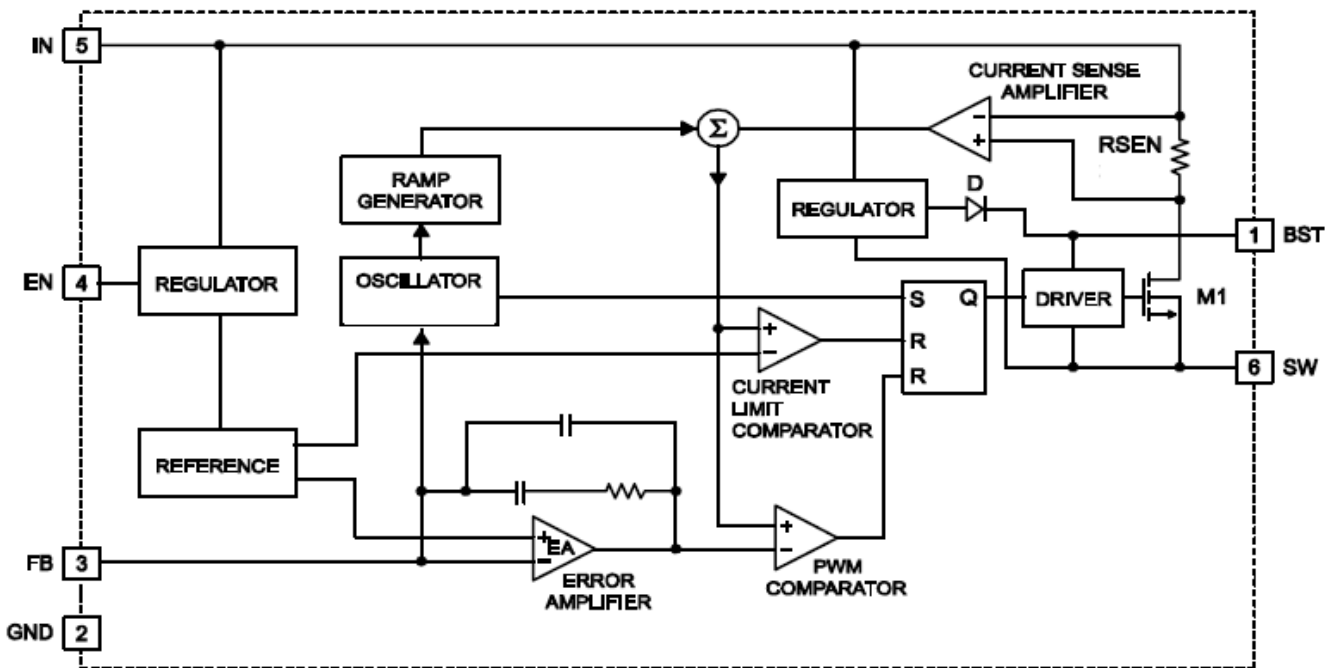 IN 5
CURRENT SENSE
AMPLIFIER
Σ
-
+
RSEN
RAMP
GENERATOR
D
REGULATOR
1 BST
EN 4
REGULATOR
OSCILLATOR
S
Q
DRIVER
M1
+
-
R
R
6 SW
CURRENT
LIMIT
COMPARATOR
REFERENCE
+
-
EA
ERROR
AMPLIFIER
+
-
PWM
COMPARATOR
FB 3
GND 2